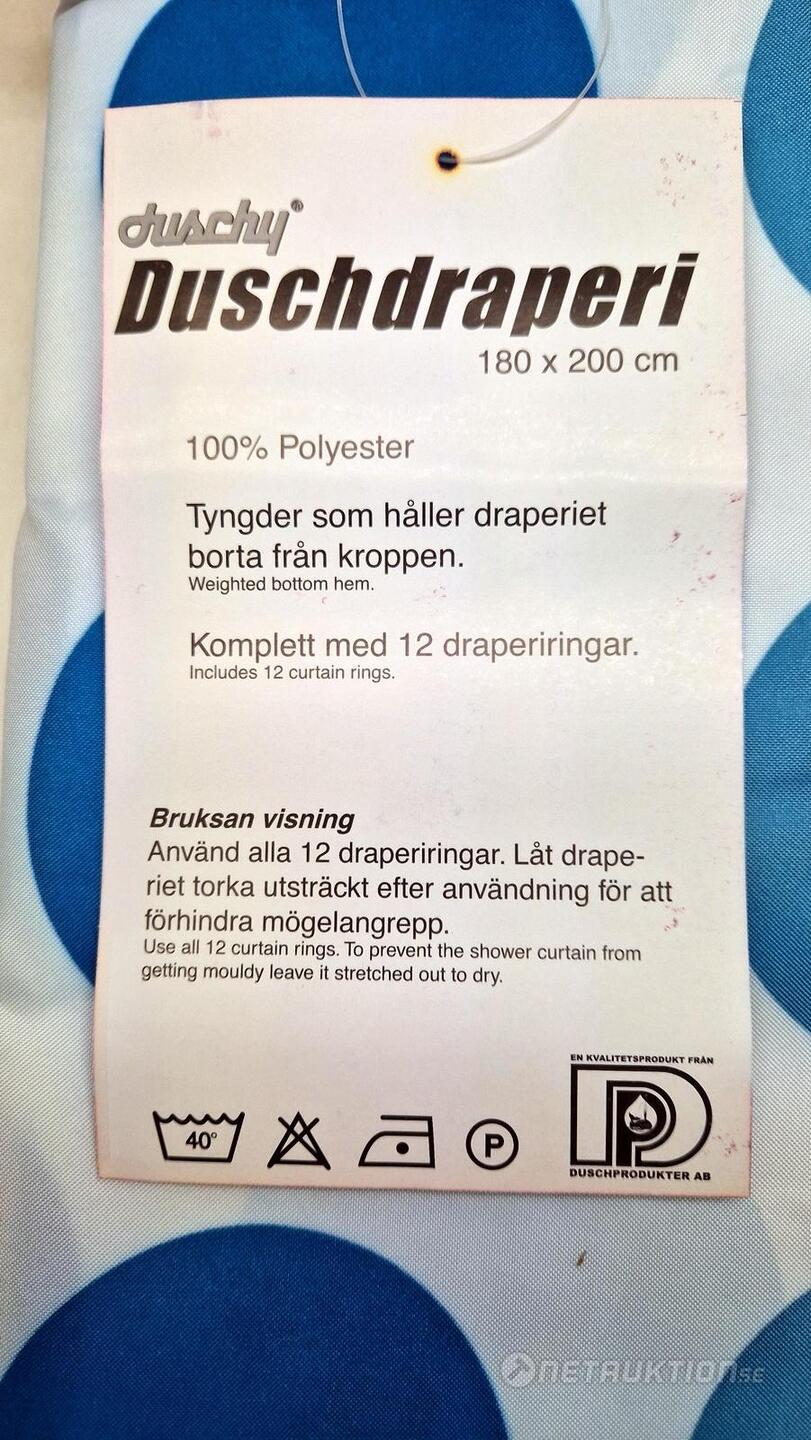 duschy®
Duschdraperi
180 x 200 cm
100% Polyester
Tyngder som håller draperiet
borta från kroppen.
Weighted bottom hem.
Komplett med 12 draperiringar.
Includes 12 curtain rings.
Bruksan visning
Använd alla 12 draperiringar. Låt drape-
riet torka utsträckt efter användning för att
förhindra mögelangrepp.
Use all 12 curtain rings. To prevent the shower curtain from
getting mouldy leave it stretched out to dry.
40°
P
EN KVALITETSPRODUKT FRÅN
DP
DUSCHPRODUKTER AB
NETAUKTION.SE